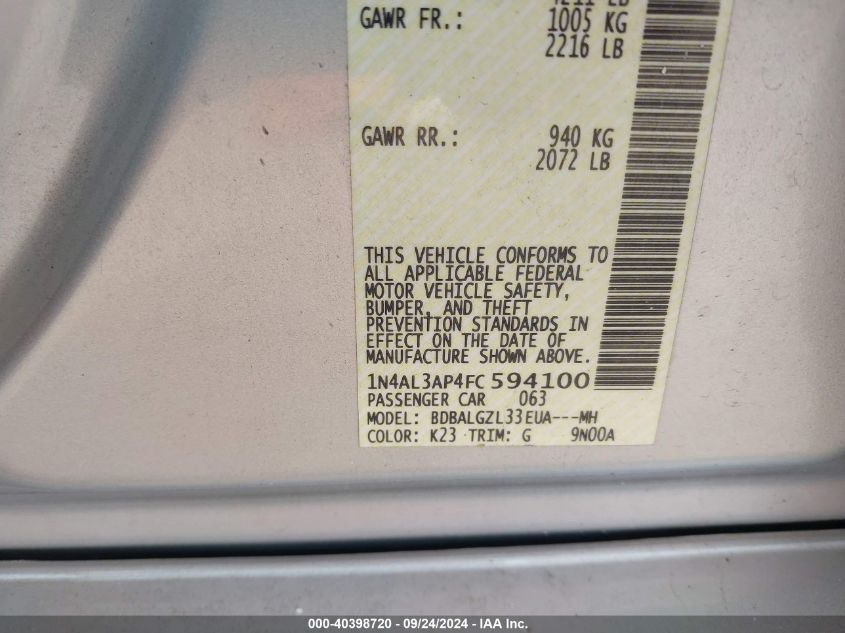 GAWR FR.: 1005 KG
2216 LB
GAWR RR.: 940 KG
2072 LB
THIS VEHICLE CONFORMS TO
ALL APPLICABLE FEDERAL
MOTOR VEHICLE SAFETY,
BUMPER, AND THEFT
PREVENTION STANDARDS IN
EFFECT ON THE DATE OF
MANUFACTURE SHOWN ABOVE.
1N4AL3AP4FC 594100
PASSENGER CAR 063
MODEL: BDBALGZL33EUA---MH
COLOR: K23 TRIM: G 9N00A
000-40398720 - 09/24/2024 - IAA Inc.